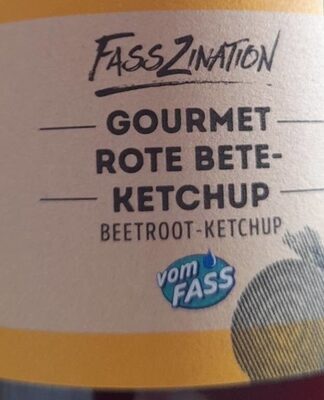 FASSZINATION
GOURMET
ROTE BETE-
KETCHUP
BEETROOT-KETCHUP
vom
FASS